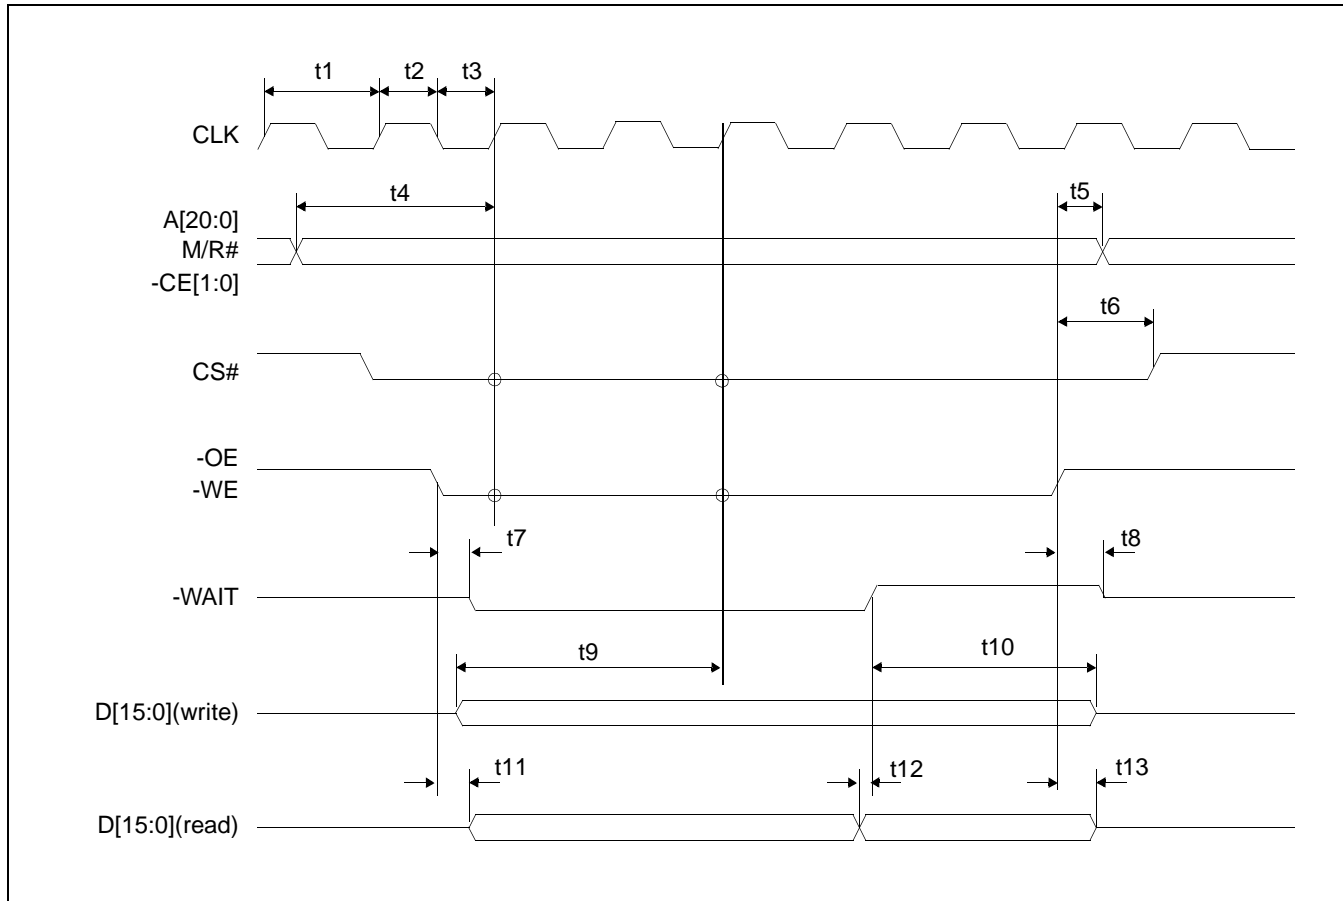 t1 t2 t3
CLK
t4 t5
A[20:0]
M/R#
-CE[1:0]
t6
CS#
-OE
-WE
t7 t8
-WAIT
t9 t10
D[15:0](write)
t11 t12 t13
D[15:0](read)